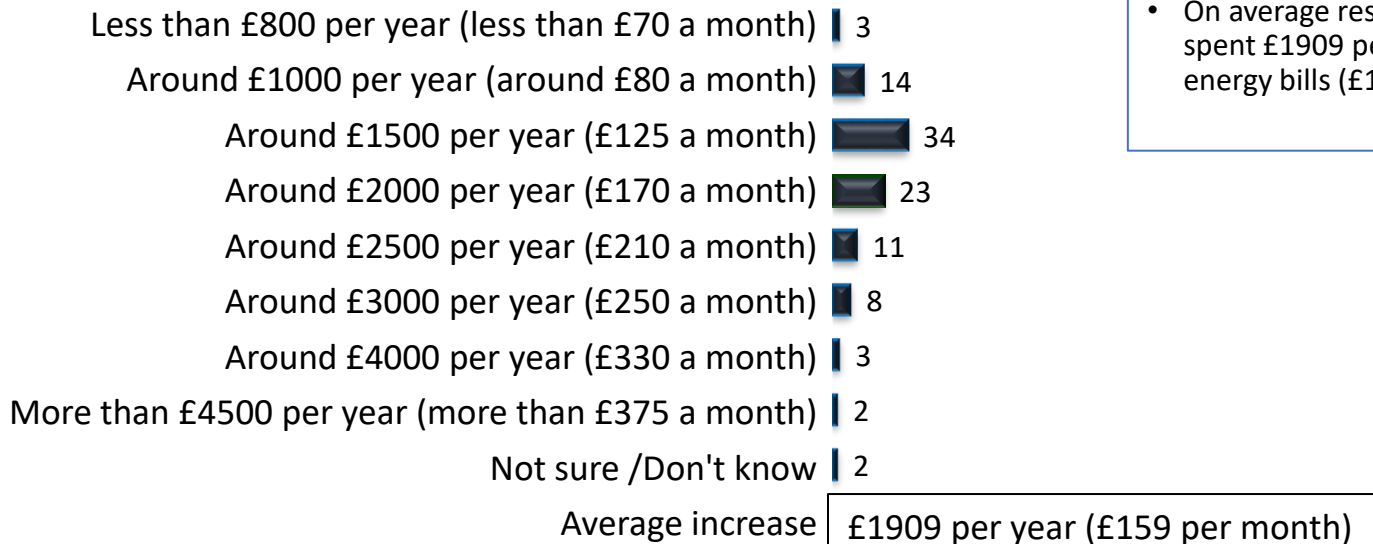 Less than £800 per year (less than £70 a month) 3
Around £1000 per year (around £80 a month) 14
Around £1500 per year (£125 a month) 34
Around £2000 per year (£170 a month) 23
Around £2500 per year (£210 a month) 11
Around £3000 per year (£250 a month) 8
Around £4000 per year (£330 a month) 3
More than £4500 per year (more than £375 a month) 2
Not sure /Don't know 2
Average increase £1909 per year (£159 per month)
• On average
spent £1909
energy bills